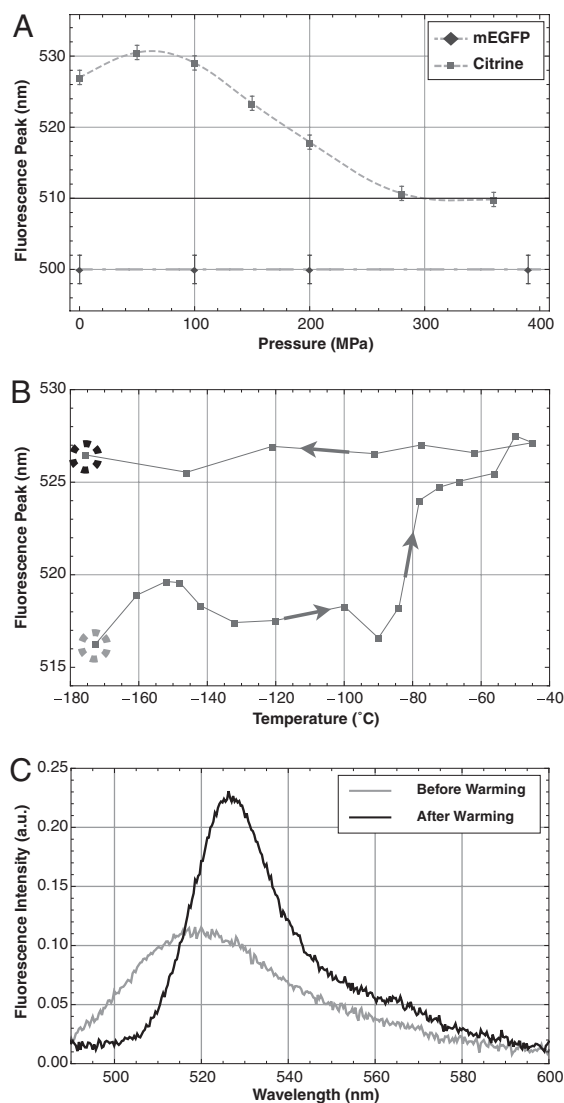 A
mEGFP
Citrine
530
520
510
500
Fluorescence Peak (nm)
0 100 200 300 400
Pressure (MPa)
B
530
525
520
515
Fluorescence Peak (nm)
−180 −160 −140 −120 −100 −80 −60 −40
Temperature (˚C)
C
0.25
0.20
0.15
0.10
0.05
0.00
Fluorescence Intensity (a.u.)
Before Warming
After Warming
500 520 540 560 580 600
Wavelength (nm)